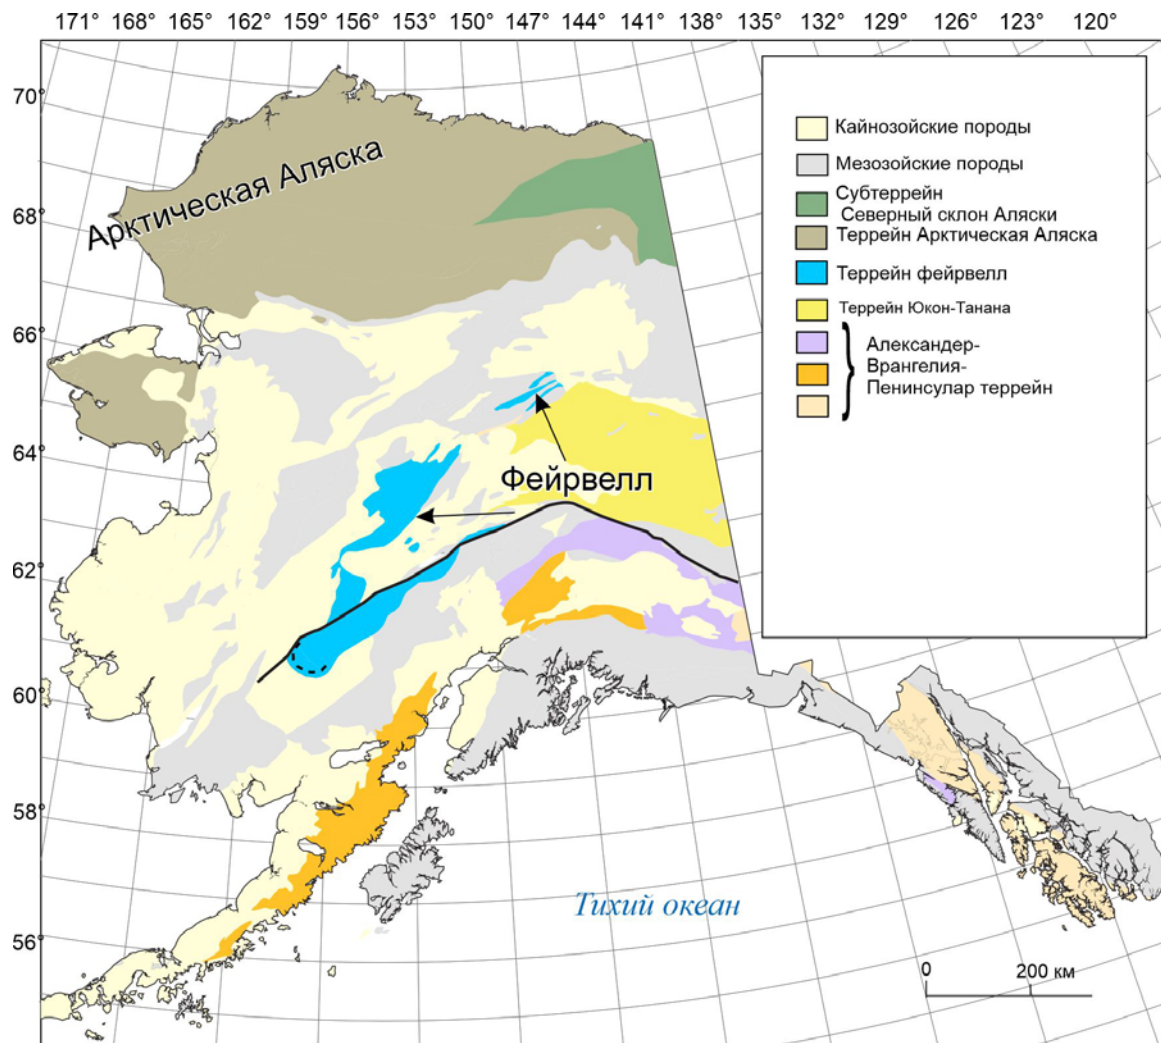 171° 165° 162° 159° 156° 153° 150° 147° 144° 141° 138° 135° 132° 129° 126° 123° 120°
70°
68°
66°
64°
62°
60°
58°
56°
Арктическая Аляска
Фейрвелл
Тихий океан
Кайнозойские породы
Мезозойские породы
Субтеррейн
Северный склон Аляски
Террейн Арктическая Аляска
Террейн фейрвелл
Террейн Юкон-Танана
Александер-
Врангелия-
Пенинсулар террейн
0 200 км